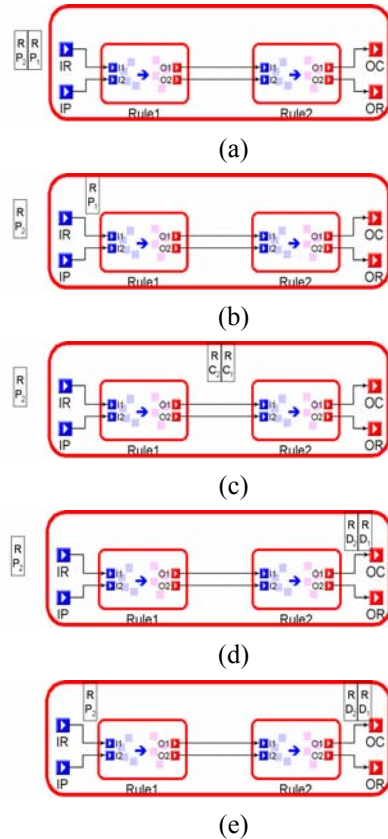 R R
P₂ P₁
IR I1 O1 I1 O1 OC
IP I2 O2 I2 O2 OR
Rule1 Rule2
(a)
R
P₁
R
P₂
IR I1 O1 I1 O1 OC
IP I2 O2 I2 O2 OR
Rule1 Rule2
(b)
R R
C₂ C₁
R
P₂
IR I1 O1 I1 O1 OC
IP I2 O2 I2 O2 OR
Rule1 Rule2
(c)
R R
D₂ D₁
R
P₂
IR I1 O1 I1 O1 OC
IP I2 O2 I2 O2 OR
Rule1 Rule2
(d)
R R R
P₂ D₂ D₁
IR I1 O1 I1 O1 OC
IP I2 O2 I2 O2 OR
Rule1 Rule2
(e)